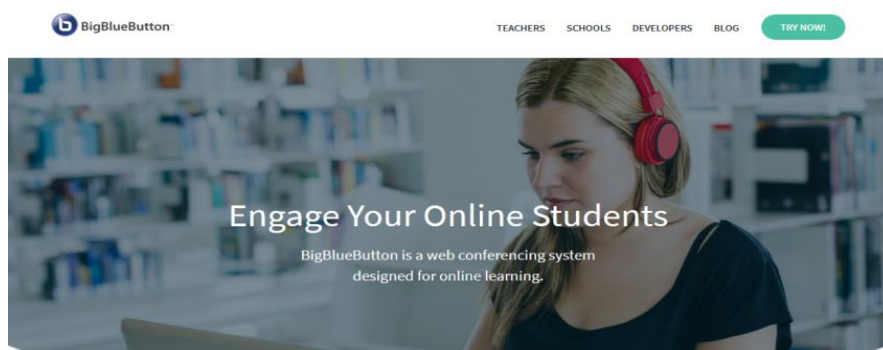 BigBlueButton
TEACHERS SCHOOLS DEVELOPERS BLOG TRY NOW!
Engage Your Online Students
BigBlueButton is a web conferencing system
designed for online learning.